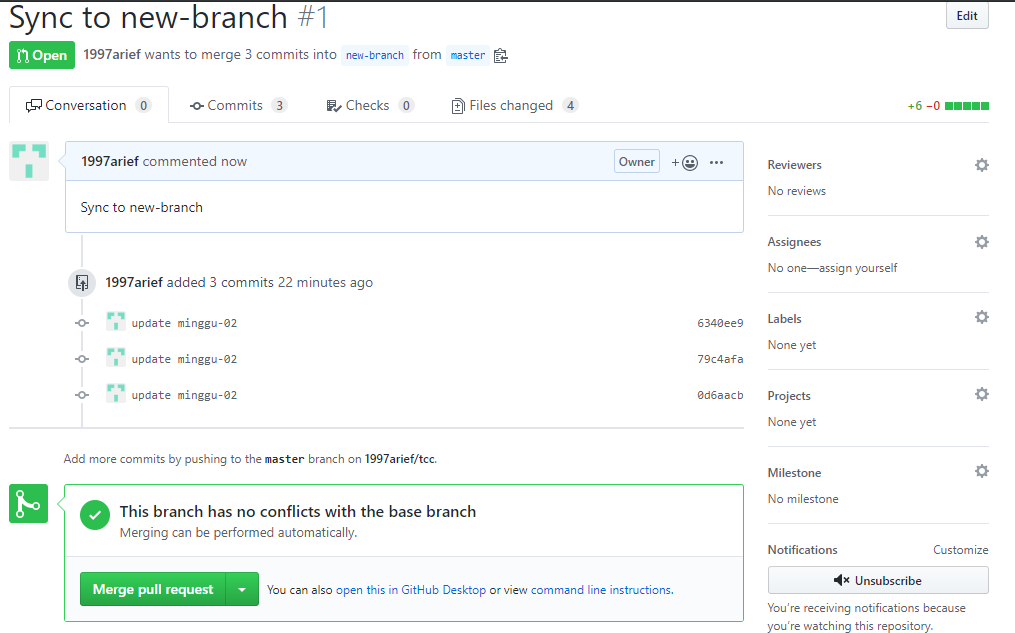 Sync to new-branch #1
Edit
Open 1997arief wants to merge 3 commits into new-branch from master
Conversation 0 Commits 3 Checks 0 Files changed 4 +6 −0
1997arief commented now Owner + ...
Sync to new-branch
1997arief added 3 commits 22 minutes ago
update minggu-02 6340ee9
update minggu-02 79c4afa
update minggu-02 0d6aacb
Add more commits by pushing to the master branch on 1997arief/tcc.
This branch has no conflicts with the base branch
Merging can be performed automatically.
Merge pull request You can also open this in GitHub Desktop or view command line instructions.
Reviewers
No reviews
Assignees
No one—assign yourself
Labels
None yet
Projects
None yet
Milestone
No milestone
Notifications Customize
Unsubscribe
You're receiving notifications because
you're watching this repository.